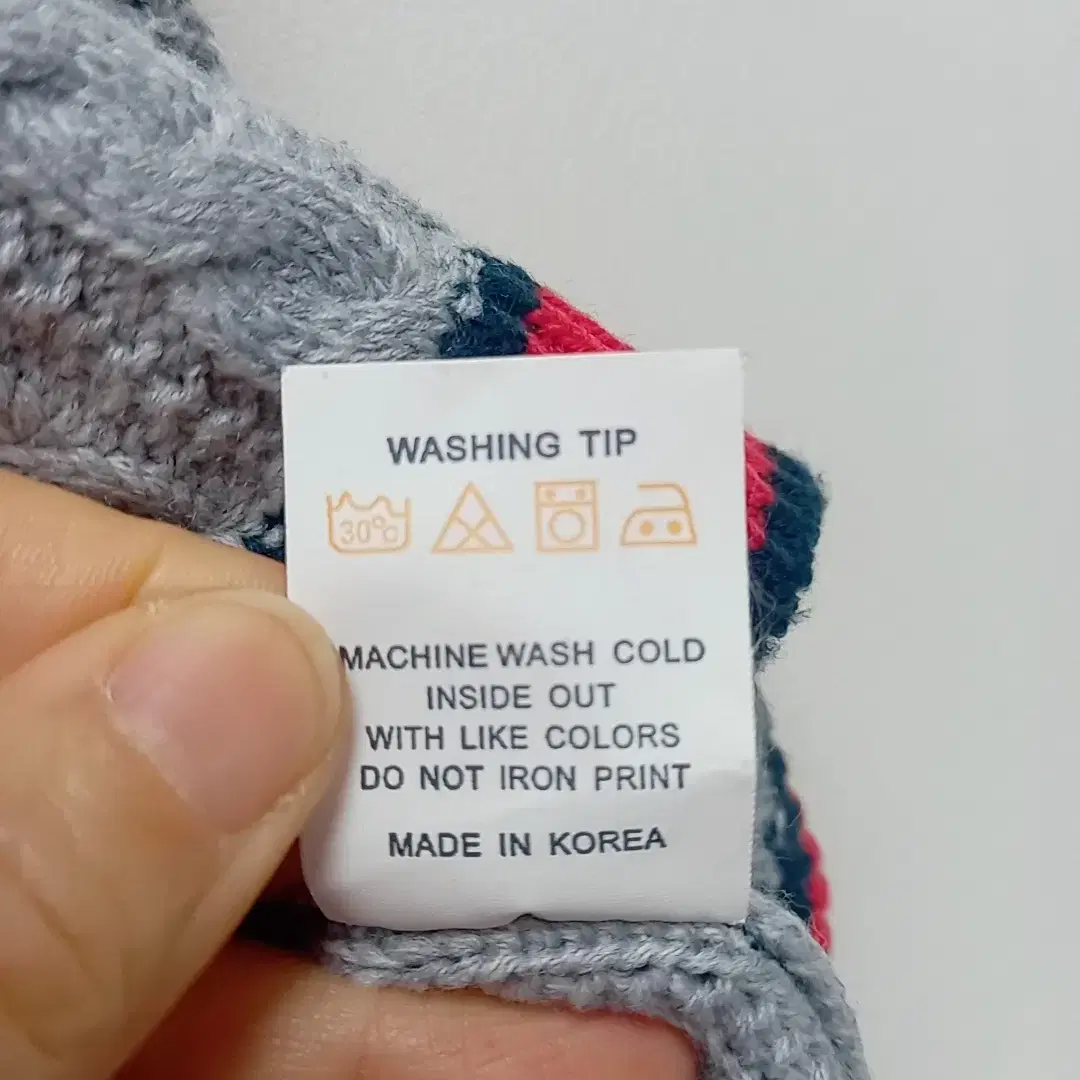 WASHING TIP
30℃
MACHINE WASH COLD
INSIDE OUT
WITH LIKE COLORS
DO NOT IRON PRINT
MADE IN KOREA